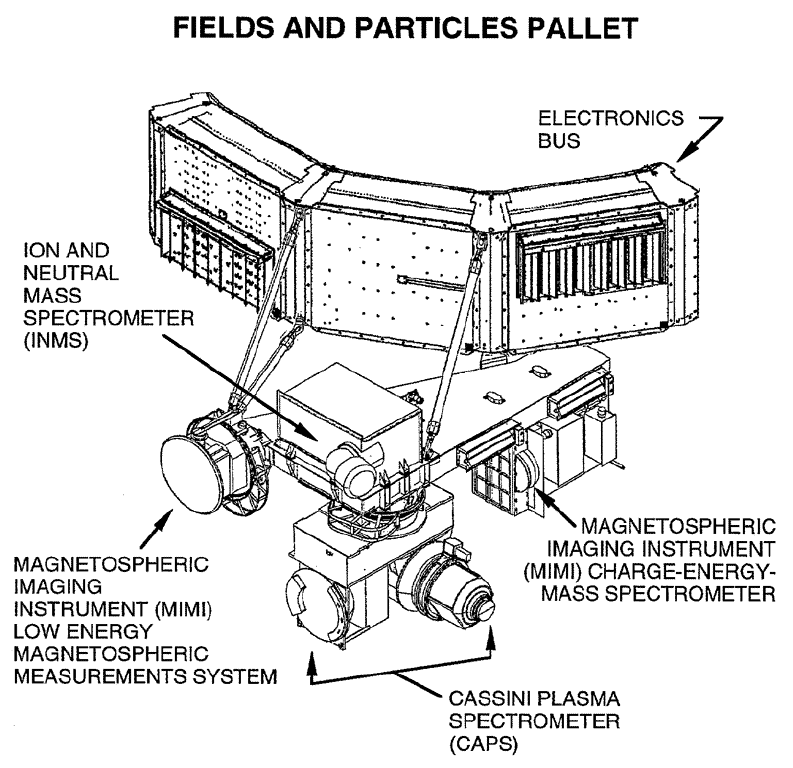 FIELDS AND PARTICLES PALLET
ELECTRONICS
BUS
ION AND
NEUTRAL
MASS
SPECTROMETER
(INMS)
MAGNETOSPHERIC
IMAGING INSTRUMENT
(MIMI) CHARGE-ENERGY-
MASS SPECTROMETER
MAGNETOSPHERIC
IMAGING
INSTRUMENT (MIMI)
LOW ENERGY
MAGNETOSPHERIC
MEASUREMENTS SYSTEM
CASSINI PLASMA
SPECTROMETER
(CAPS)